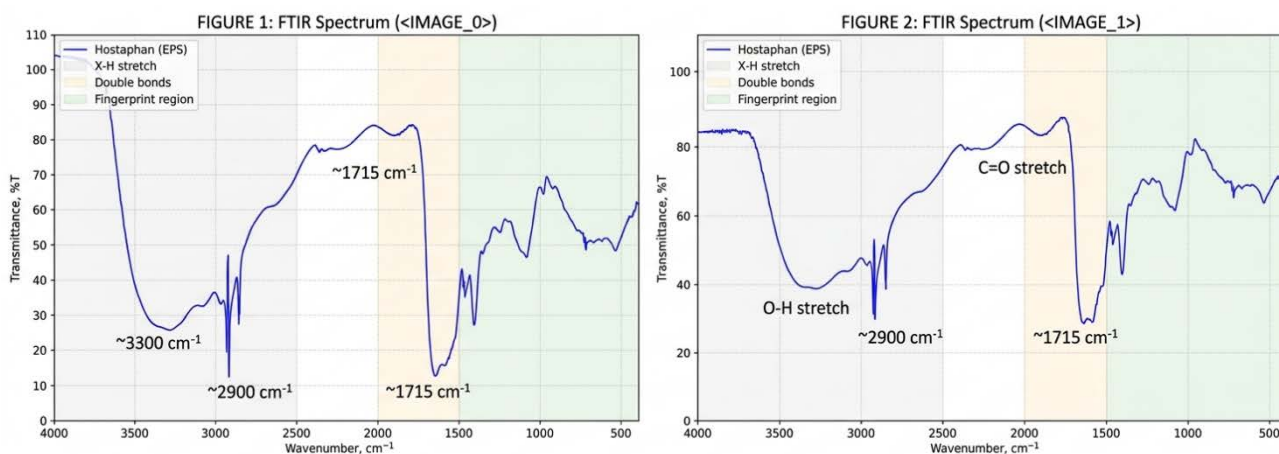 FIGURE 1: FTIR Spectrum (<IMAGE_0>)
Hostaphan (EPS)
X-H stretch
Double bonds
Fingerprint region
Transmittance, %T
110
100
90
80
70
60
50
40
30
20
10
0
~3300 cm⁻¹
~2900 cm⁻¹
~1715 cm⁻¹
~1715 cm⁻¹
4000 3500 3000 2500 2000 1500 1000 500
Wavenumber, cm⁻¹
FIGURE 2: FTIR Spectrum (<IMAGE_1>)
Hostaphan (EPS)
X-H stretch
Double bonds
Fingerprint region
Transmittance, %T
100
80
60
40
20
0
C=O stretch
O-H stretch
~2900 cm⁻¹
~1715 cm⁻¹
4000 3500 3000 2500 2000 1500 1000 500
Wavenumber, cm⁻¹